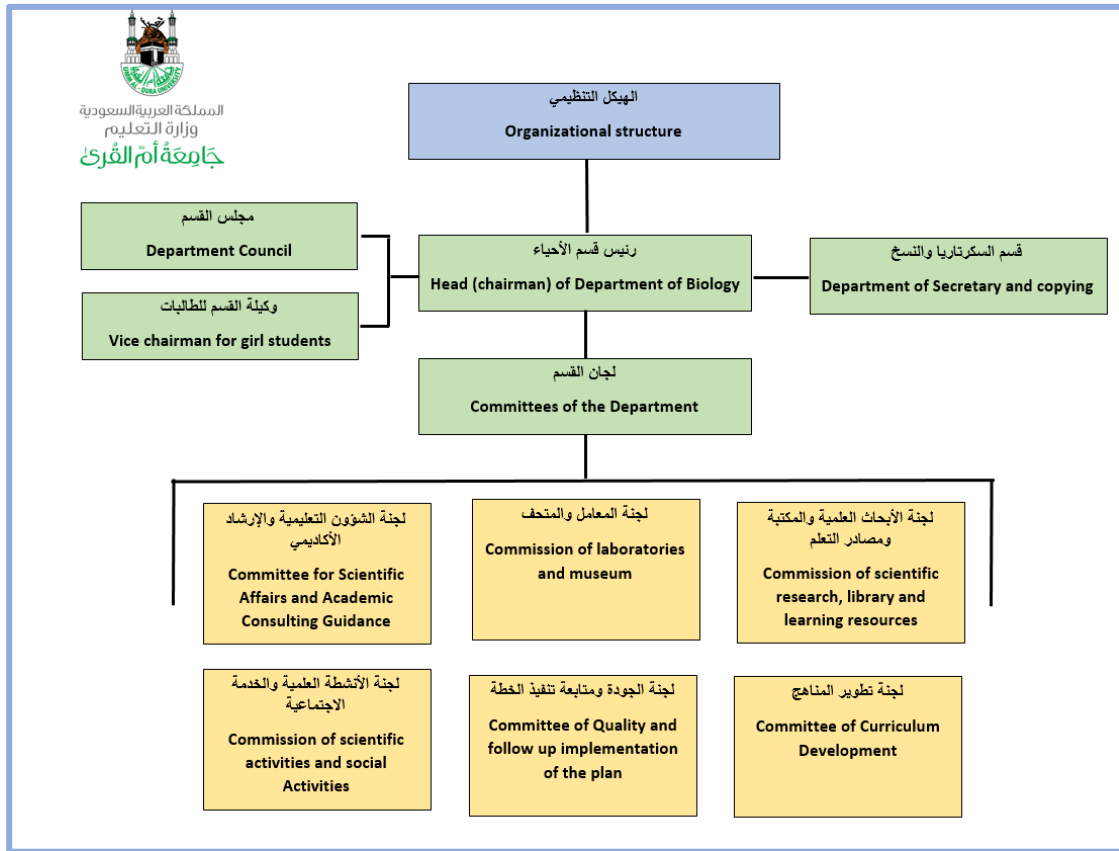 UMM AL-QURA UNIVERSITY
المملكة العربية السعودية
وزارة التعليم
جَامِعَةُ أُمّ القُرىٰ
الهيكل التنظيمي
Organizational structure
مجلس القسم
Department Council
رئيس قسم الأحياء
Head (chairman) of Department of Biology
قسم السكرتاريا والنسخ
Department of Secretary and copying
وكيلة القسم للطالبات
Vice chairman for girl students
لجان القسم
Committees of the Department
لجنة الشؤون التعليمية والإرشاد
الأكاديمي
Committee for Scientific
Affairs and Academic
Consulting Guidance
لجنة المعامل والمتحف
Commission of laboratories
and museum
لجنة الأبحاث العلمية والمكتبة
ومصادر التعلم
Commission of scientific
research, library and
learning resources
لجنة الأنشطة العلمية والخدمة
الاجتماعية
Commission of scientific
activities and social
Activities
لجنة الجودة ومتابعة تنفيذ الخطة
Committee of Quality and
follow up implementation
of the plan
لجنة تطوير المناهج
Committee of Curriculum
Development